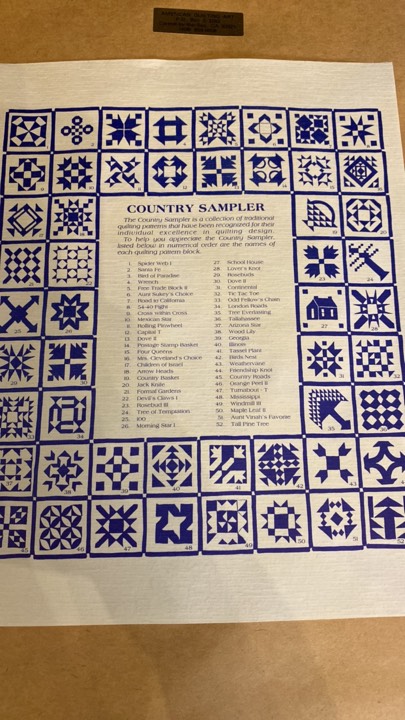 COUNTRY SAMPLER
The Country Sampler is a collection of traditional
quilting patterns that have been recognized for their
individual excellence in quilting design.
To help you appreciate the Country Sampler,
listed below in numerical order are the names of
each quilting pattern block.
1. Spider Web I
2. Santa Fe
3. Bird of Paradise
4. Wrench
5. Free Trade Block II
6. Aunt Sukey's Choice
7. Road to California
8. 54-40 Fight
9. Cross within Cross
10. Mexican Star
11. Rolling Pinwheel
12. Capital T
13. Dove II
14. Postage Stamp Basket
15. Four Queens
16. Mrs. Cleveland's Choice
17. Children of Israel
18. Arrow Heads
19. Country Basket
20. Jack Knife
21. Formal Gardens
22. Devil's Claws I
23. Rosebud III
24. Tree of Temptation
25.
26. Morning Star I
27. School House
28. Lover's Knot
29. Rosebuds
30. Dove II
31. Continental
32. Tic Tac Tox
33. Odd Fellow's Chain
34. London Roads
35. Tree Everlasting
36. Tallahassee
37. Arizona Star
38. Wood Lily
39. Georgia
40. Illinois
41. Tassel Plant
42. Birds Nest
43. Weathervane
44. Friendship Knot
45. Country Roads
46. Orange Peel II
47. Turnabout - T
48. Mississippi
49. Windmill III
50. Maple Leaf II
51. Aunt Vinah's Favorite
52. Tall Pine Tree